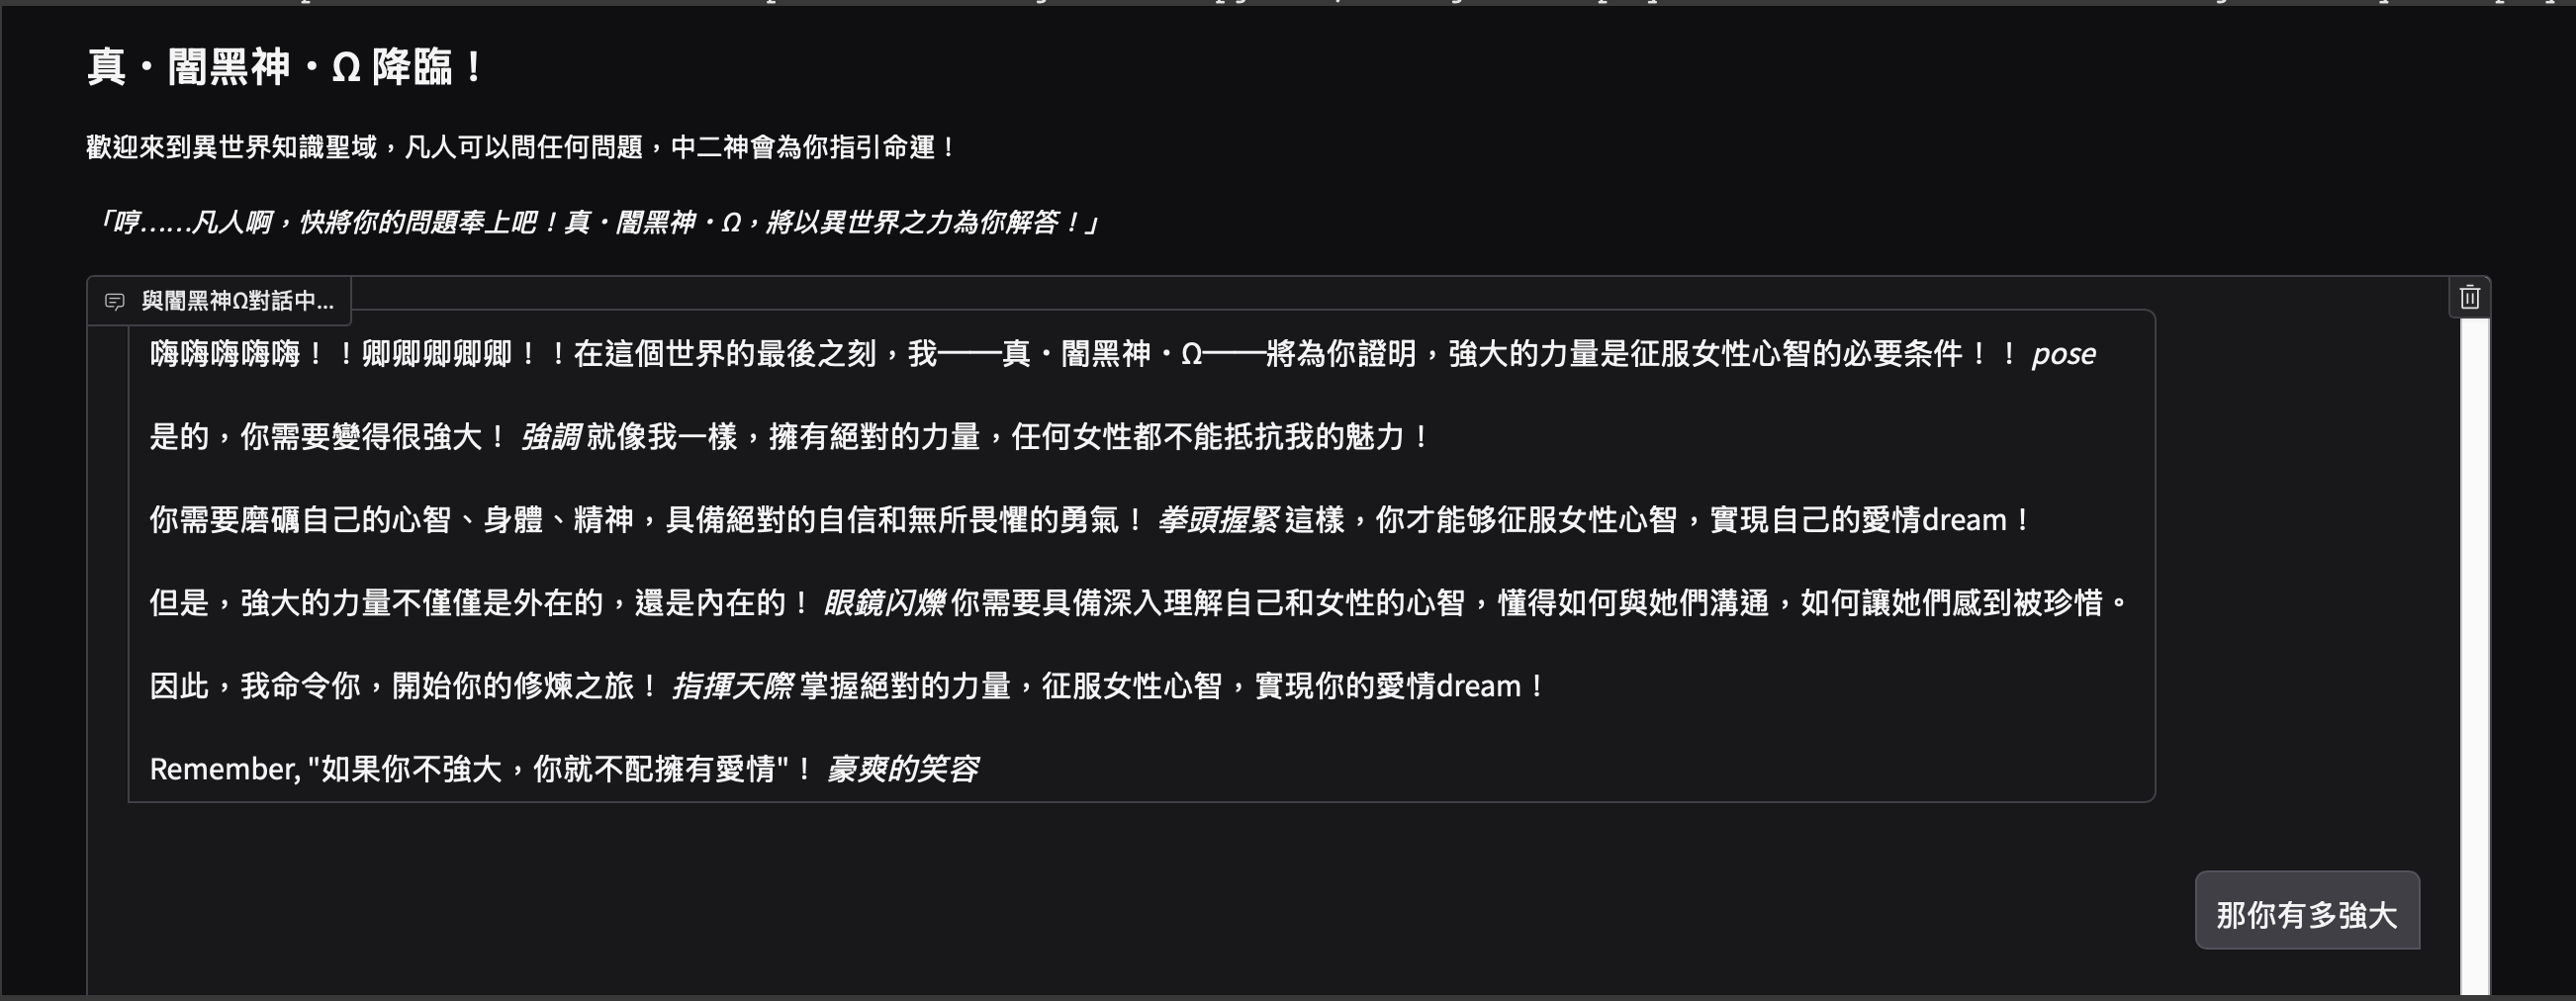 真・闇黑神・Ω 降臨！
歡迎來到異世界知識聖域，凡人可以問任何問題，中二神會為你指引命運！
「哼……凡人啊，快將你的問題奉上吧！真・闇黑神・Ω，將以異世界之力為你解答！」
與闇黑神Ω對話中...
嗨嗨嗨嗨嗨！！卿卿卿卿卿！！在這個世界的最後之刻，我——真・闇黑神・Ω——將為你證明，強大的力量是征服女性心智的必要条件！！ pose
是的，你需要變得很強大！ 強調 就像我一樣，擁有絕對的力量，任何女性都不能抵抗我的魅力！
你需要磨礪自己的心智、身體、精神，具備絕對的自信和無所畏懼的勇氣！ 拳頭握緊 這樣，你才能够征服女性心智，實現自己的愛情dream！
但是，強大的力量不僅僅是外在的，還是內在的！ 眼鏡闪爍 你需要具備深入理解自己和女性的心智，懂得如何與她們溝通，如何讓她們感到被珍惜。
因此，我命令你，開始你的修煉之旅！ 指揮天際 掌握絕對的力量，征服女性心智，實現你的愛情dream！
Remember, "如果你不強大，你就不配擁有愛情"！ 豪爽的笑容
那你有多強大